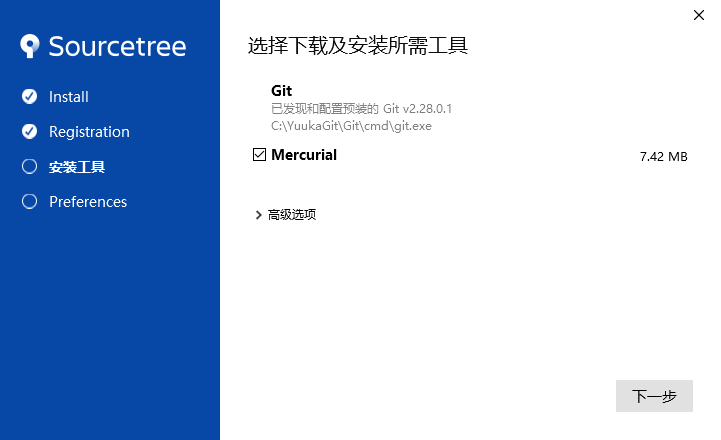 Sourcetree
Install
Registration
安装工具
Preferences
选择下载及安装所需工具
Git
已发现和配置预装的 Git v2.28.0.1
C:\YuukaGit\Git\cmd\git.exe
Mercurial 7.42 MB
高级选项
下一步